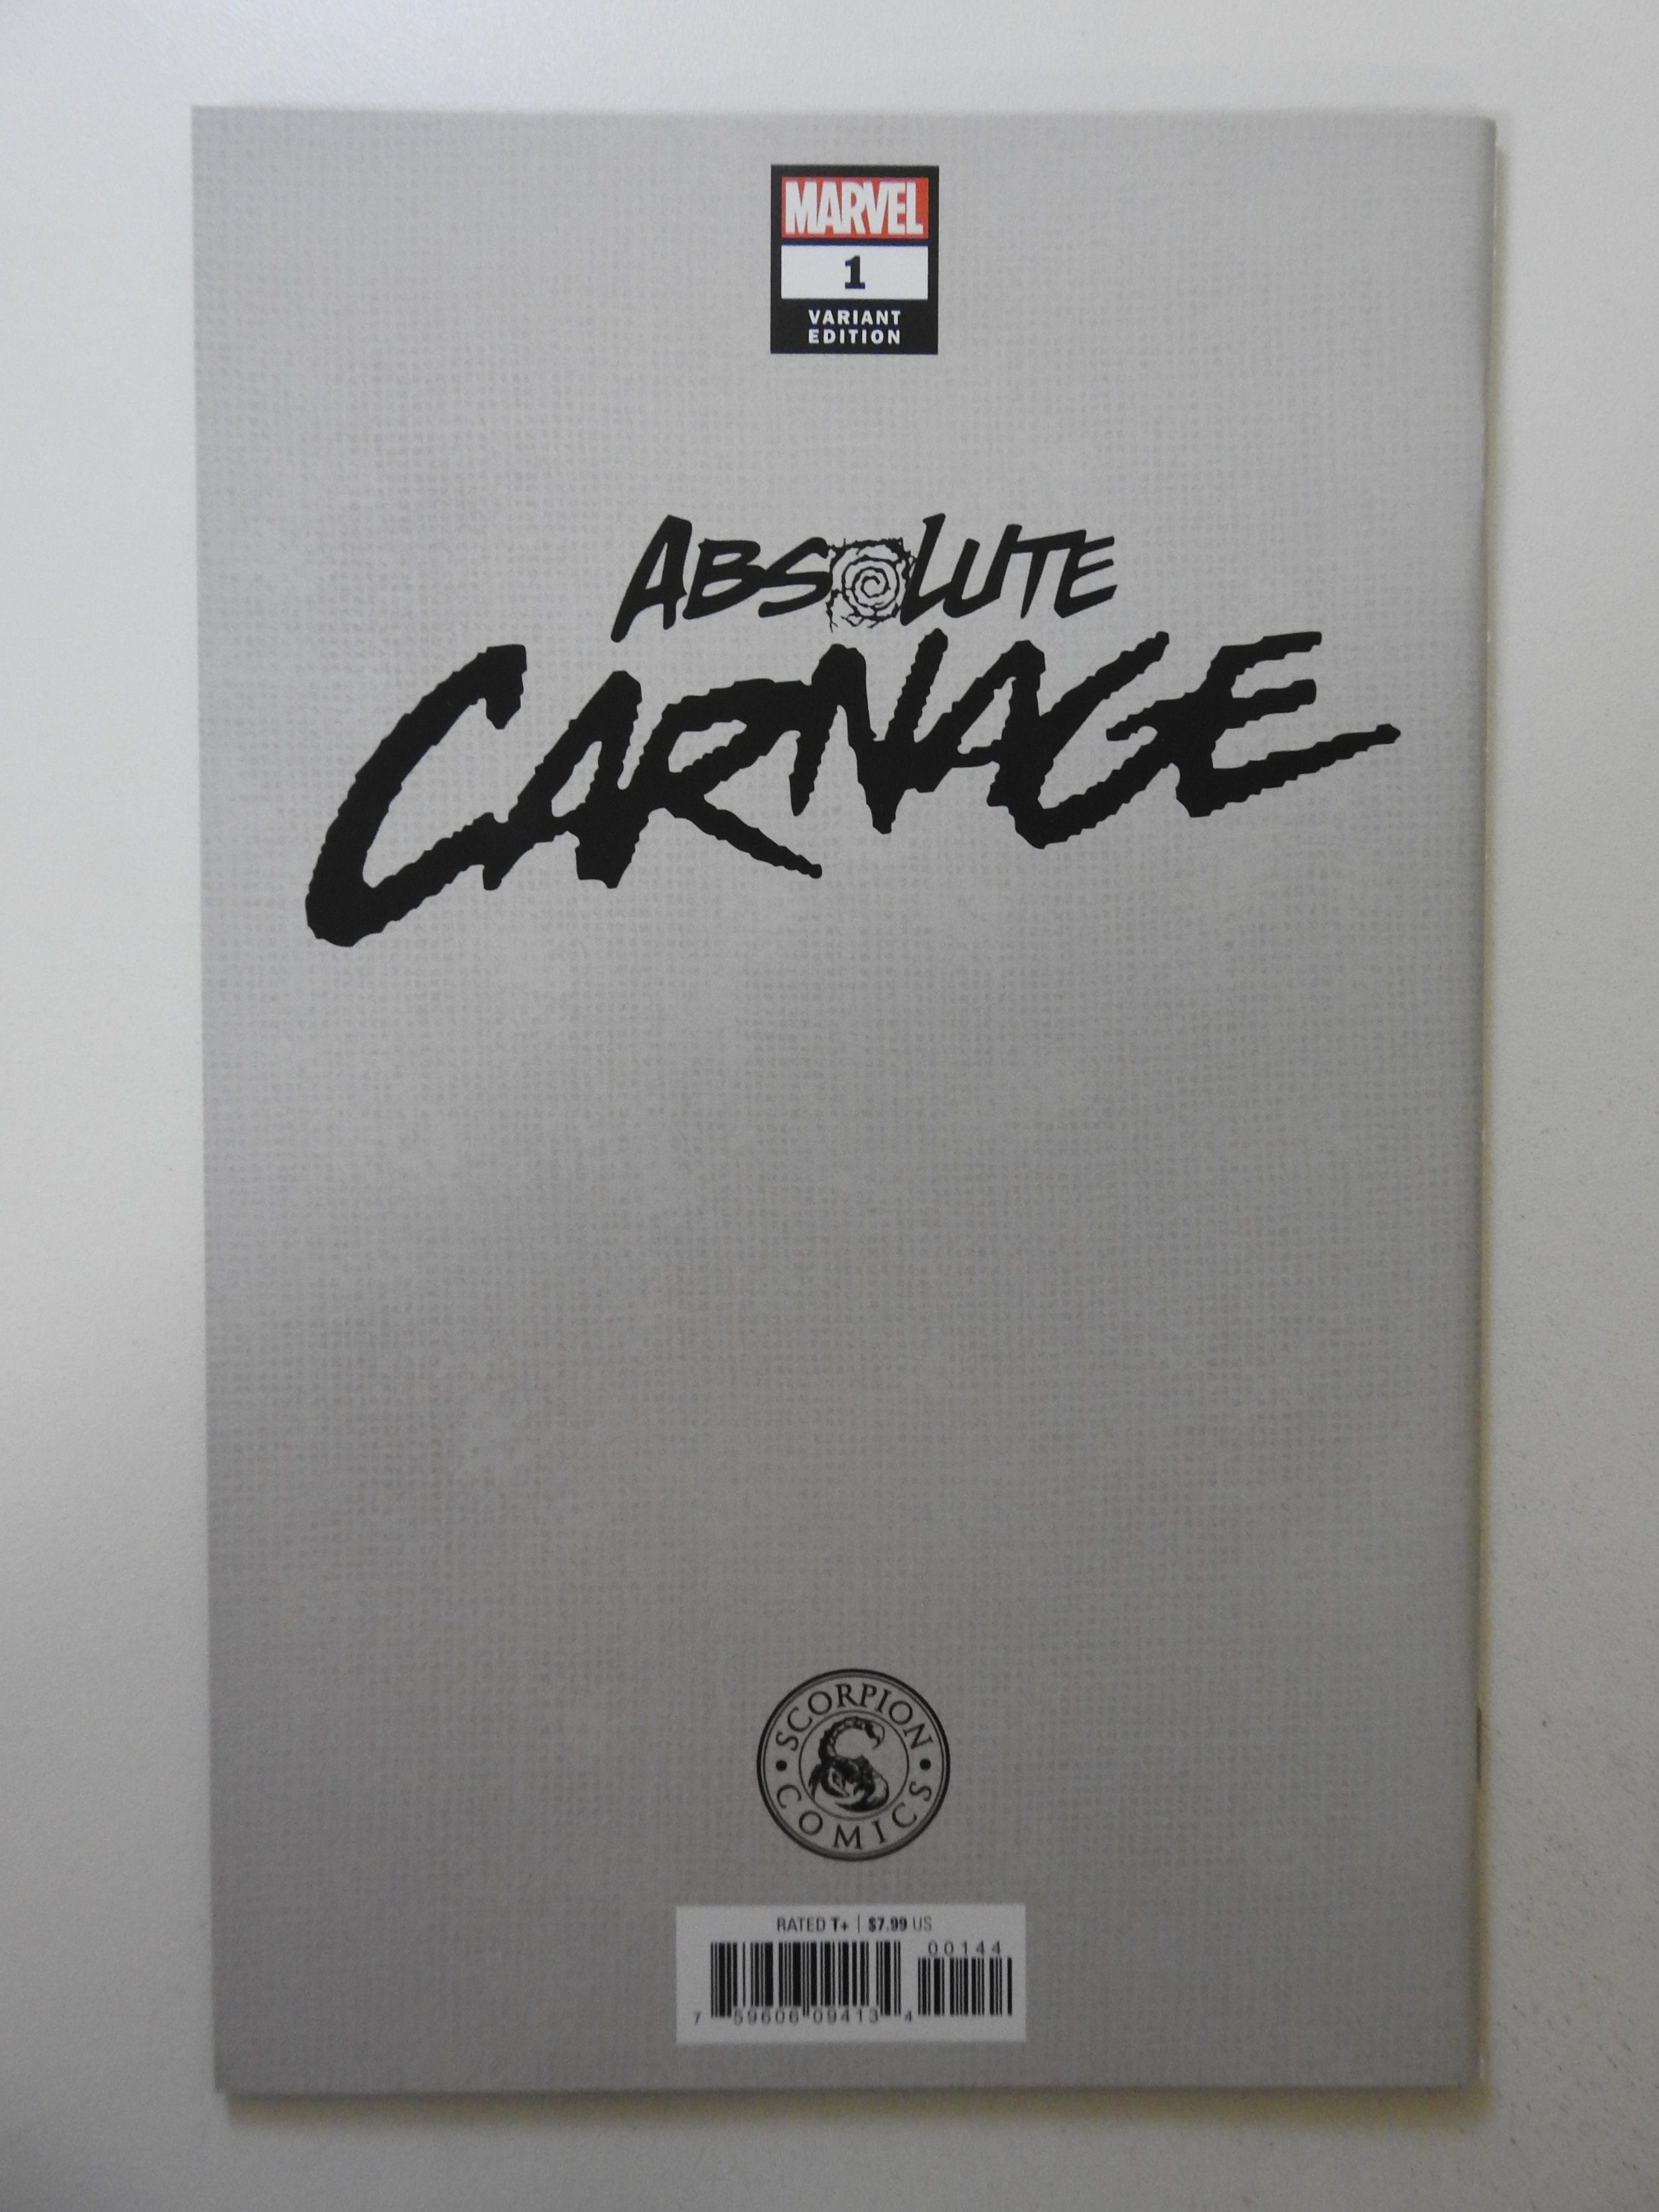 MARVEL
1
VARIANT
EDITION
ABSOLUTE
CARNAGE
SCORPION
COMICS
RATED T+ | $7.99 US
00144
7 59606 09413 4